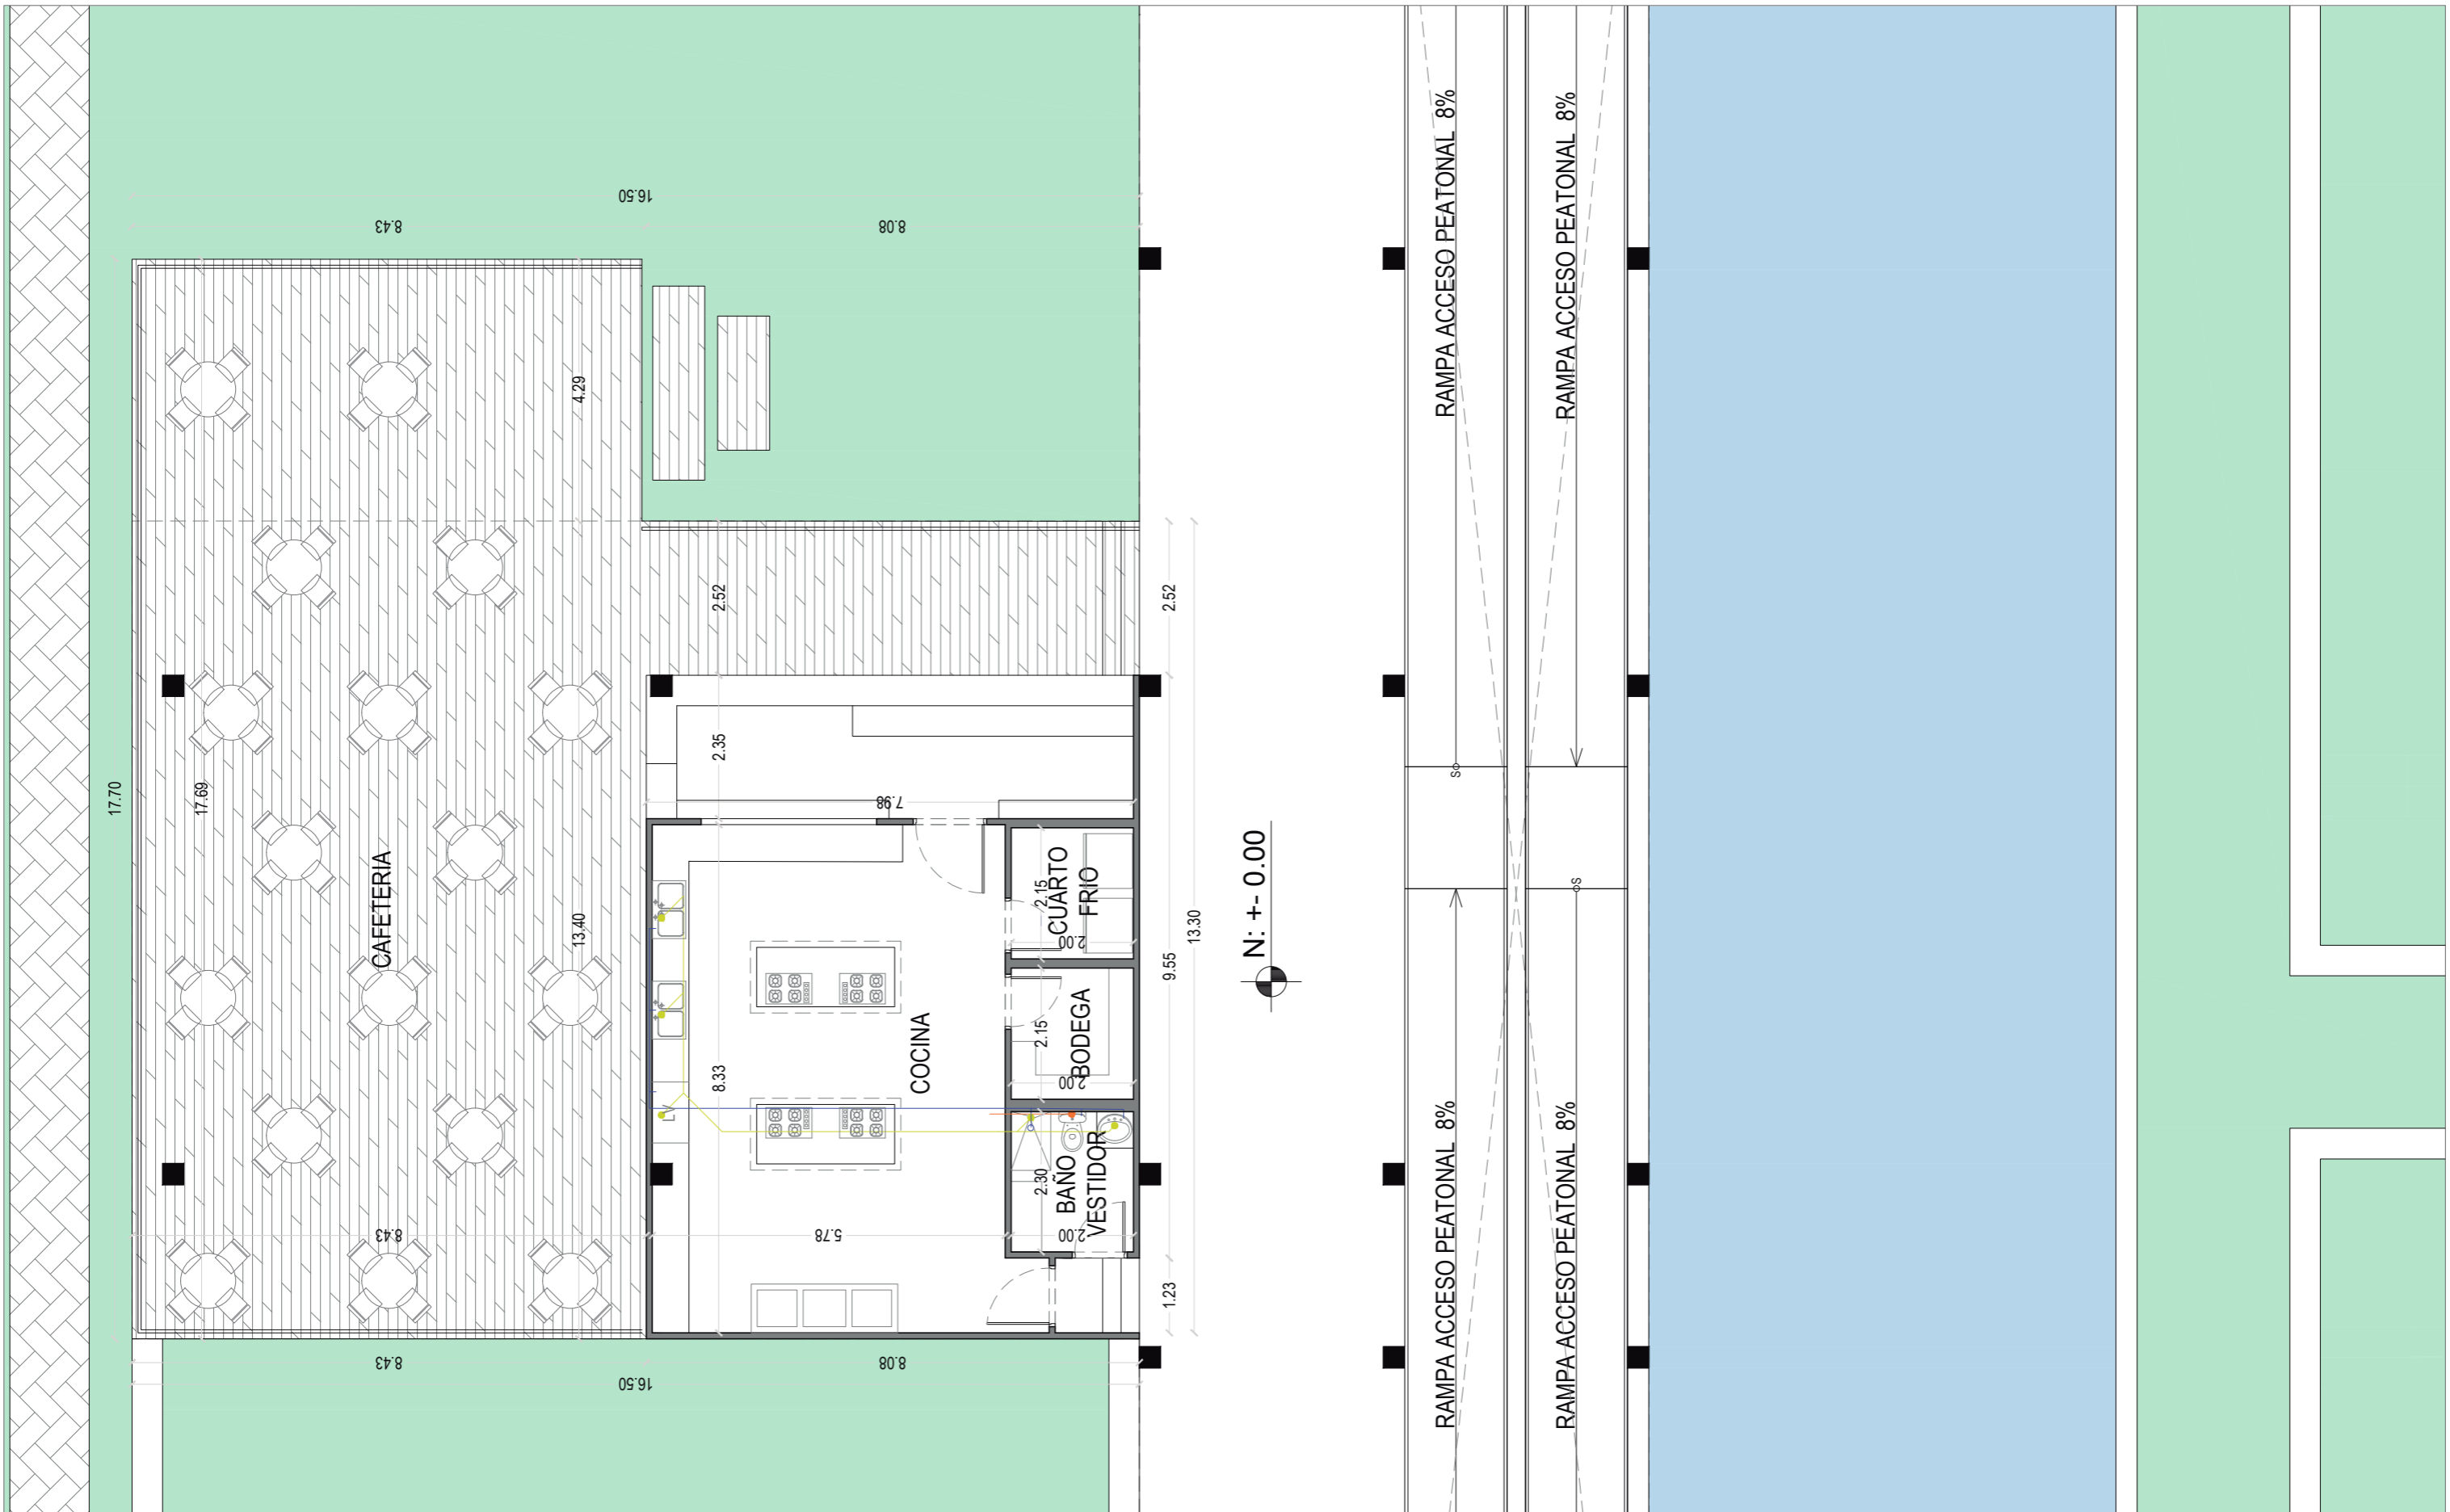 16.50
8.43
8.08
RAMPA ACCESO PEATONAL 8%
RAMPA ACCESO PEATONAL 8%
4.29
2.52
2.52
2.35
17.70
17.69
7.98
S
S
CAFETERIA
13.40
CUARTO
FRIO
2.15
2.00
9.55
13.30
N: +- 0.00
COCINA
8.33
BODEGA
2.15
2.00
LV
BAÑO
VESTIDOR
2.30
2.00
8.43
5.78
1.23
RAMPA ACCESO PEATONAL 8%
RAMPA ACCESO PEATONAL 8%
8.43
8.08
16.50